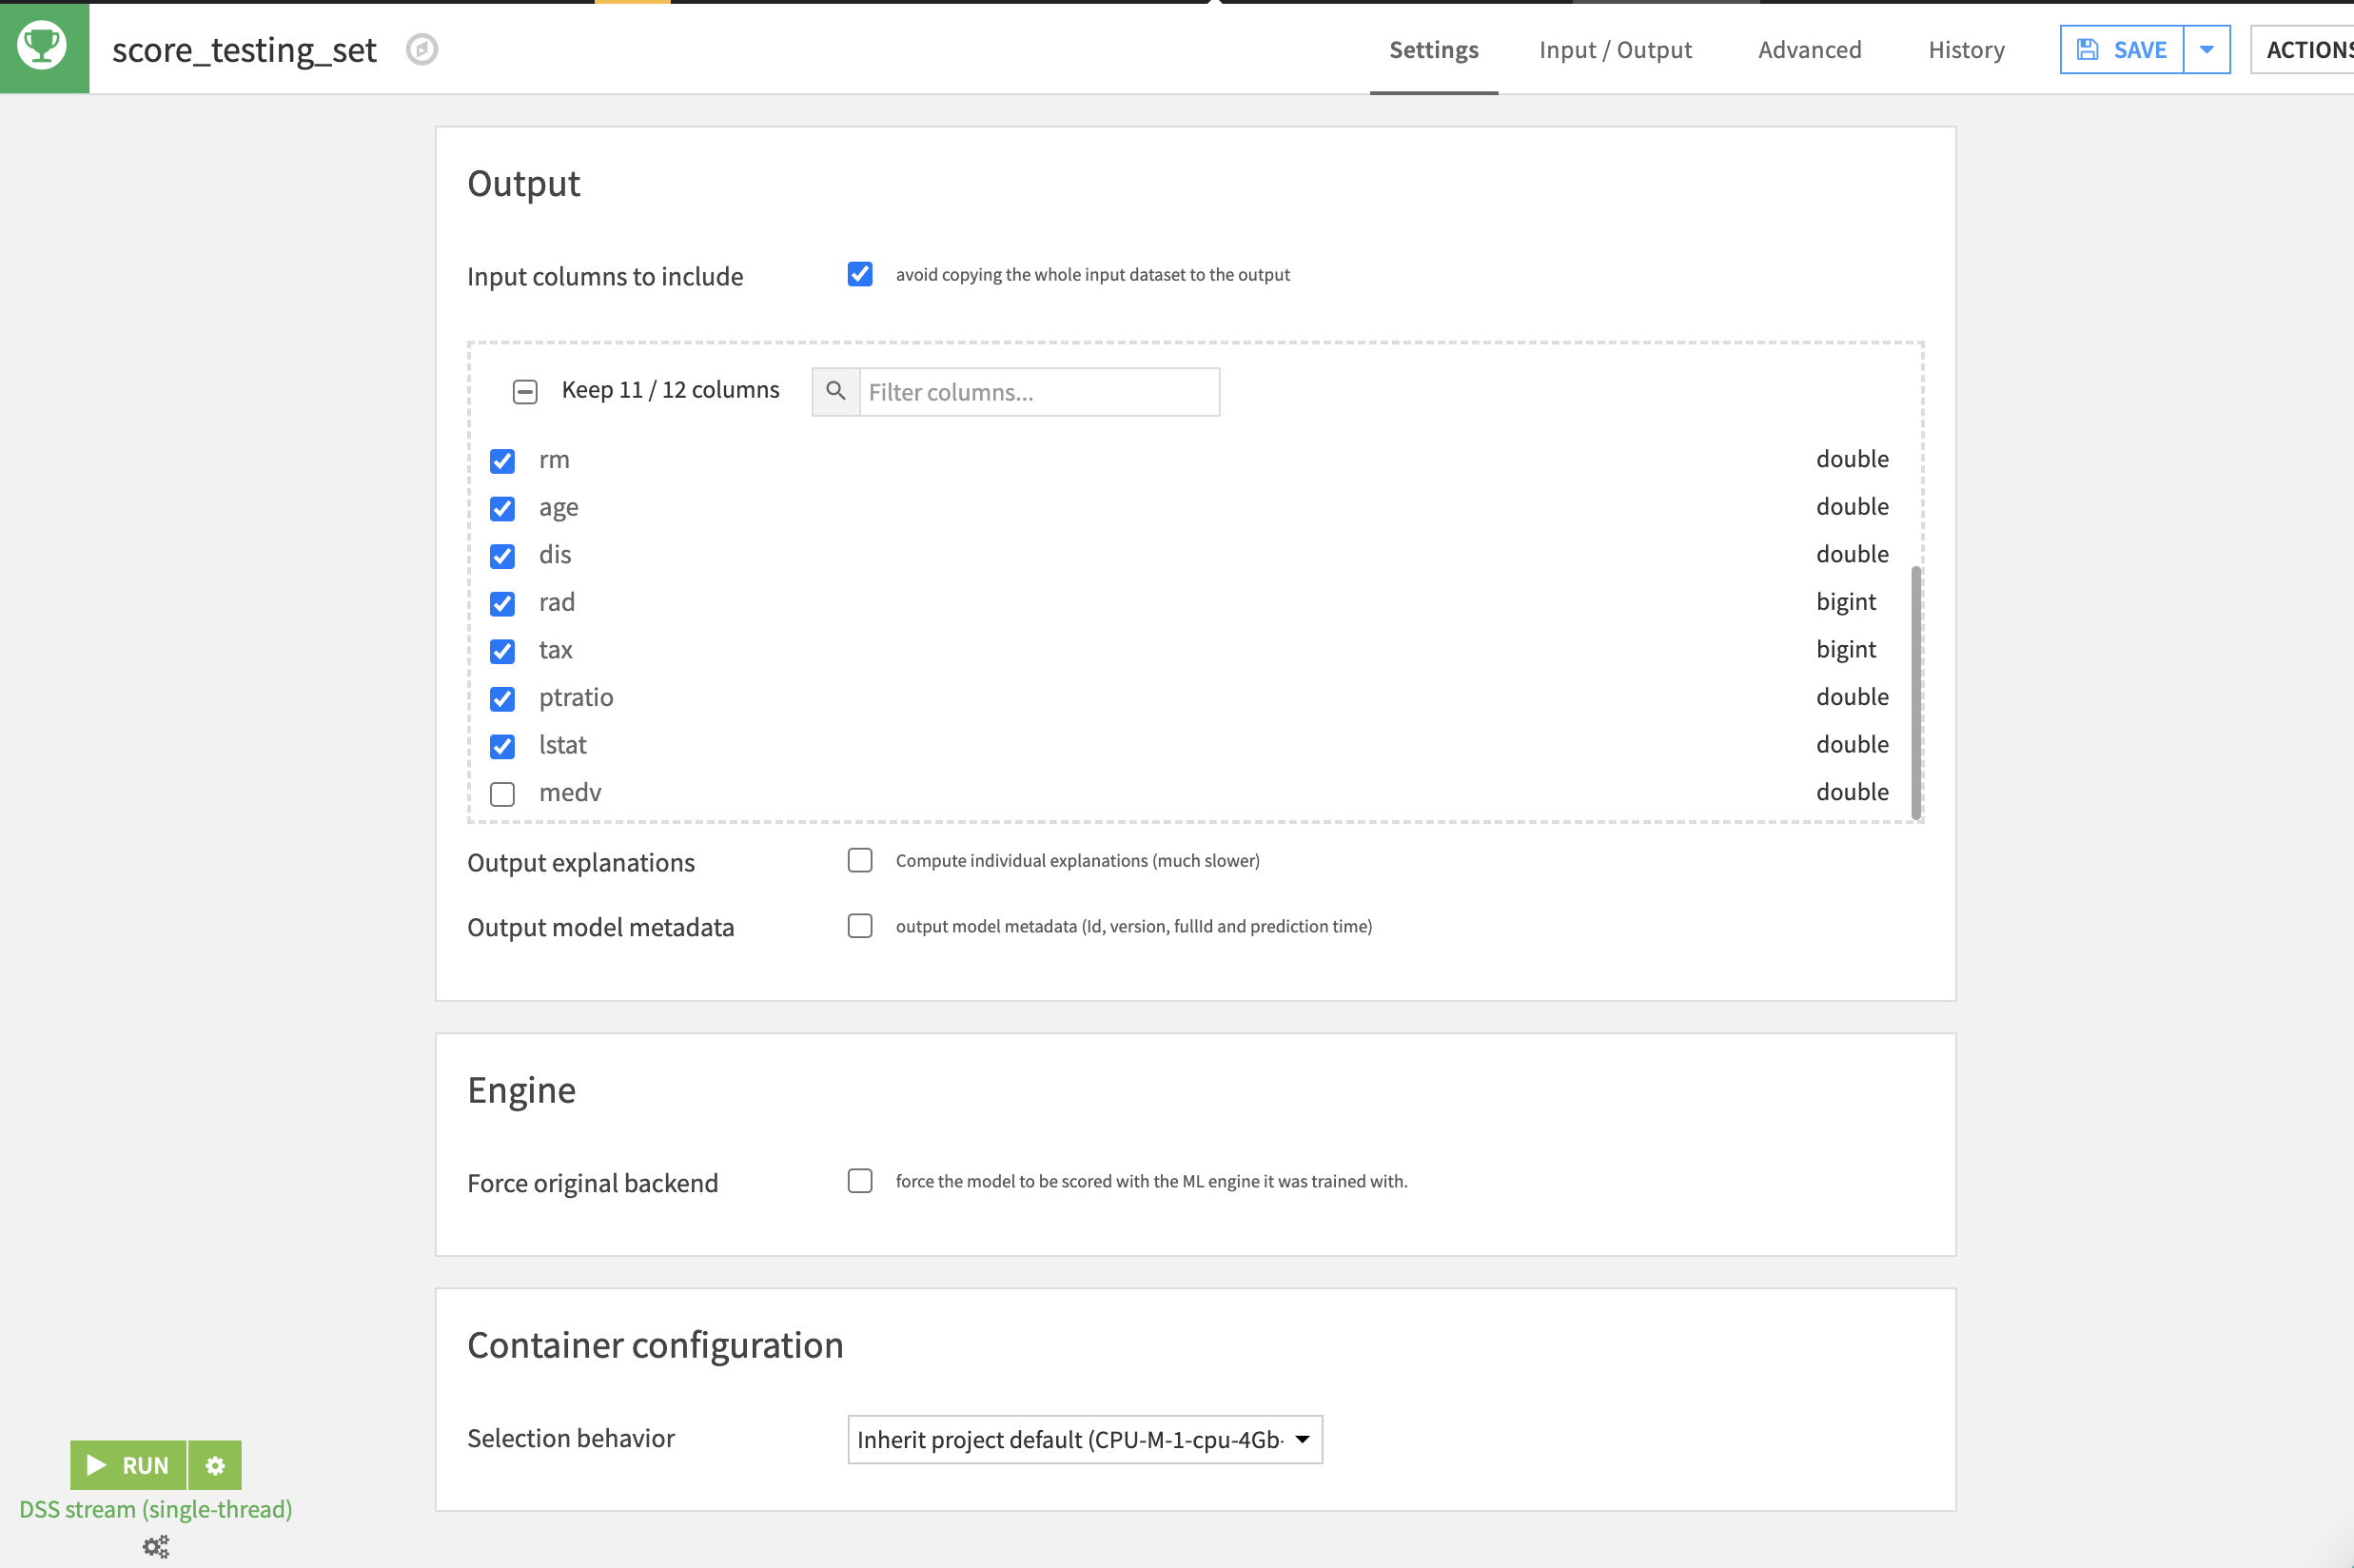 score_testing_set
Settings
Input / Output
Advanced
History
SAVE
ACTIONS
Output
Input columns to include
avoid copying the whole input dataset to the output
Keep 11 / 12 columns
Filter columns...
rm double
age double
dis double
rad bigint
tax bigint
ptratio double
lstat double
medv double
Output explanations
Compute individual explanations (much slower)
Output model metadata
output model metadata (Id, version, fullId and prediction time)
Engine
Force original backend
force the model to be scored with the ML engine it was trained with.
Container configuration
Selection behavior
Inherit project default (CPU-M-1-cpu-4Gb-
RUN
DSS stream (single-thread)